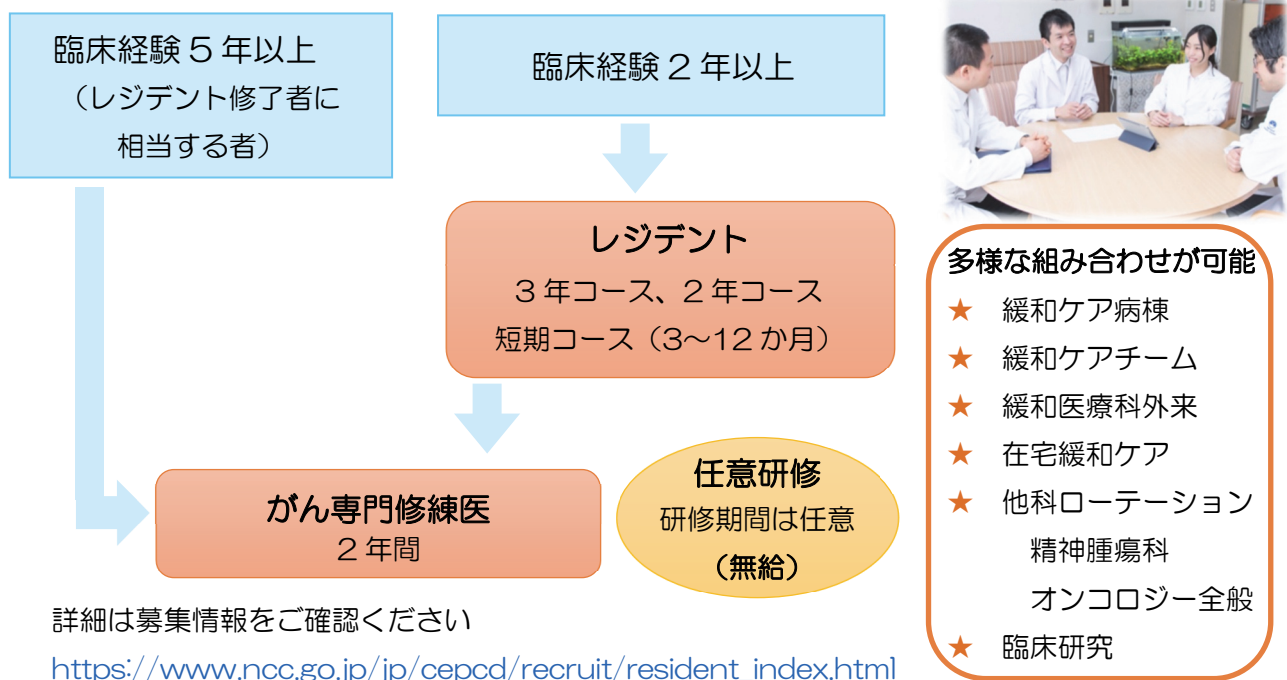 臨床経験5年以上
（レジデント修了者に
相当する者）
臨床経験2年以上
レジデント
3年コース、2年コース
短期コース（3～12か月）
がん専門修練医
2年間
任意研修
研修期間は任意
（無給）
詳細は募集情報をご確認ください
https://www.ncc.go.jp/jp/cepcd/recruit/resident_index.html
多様な組み合わせが可能
★ 緩和ケア病棟
★ 緩和ケアチーム
★ 緩和医療科外来
★ 在宅緩和ケア
★ 他科ローテーション
精神腫瘍科
オンコロジー全般
★ 臨床研究